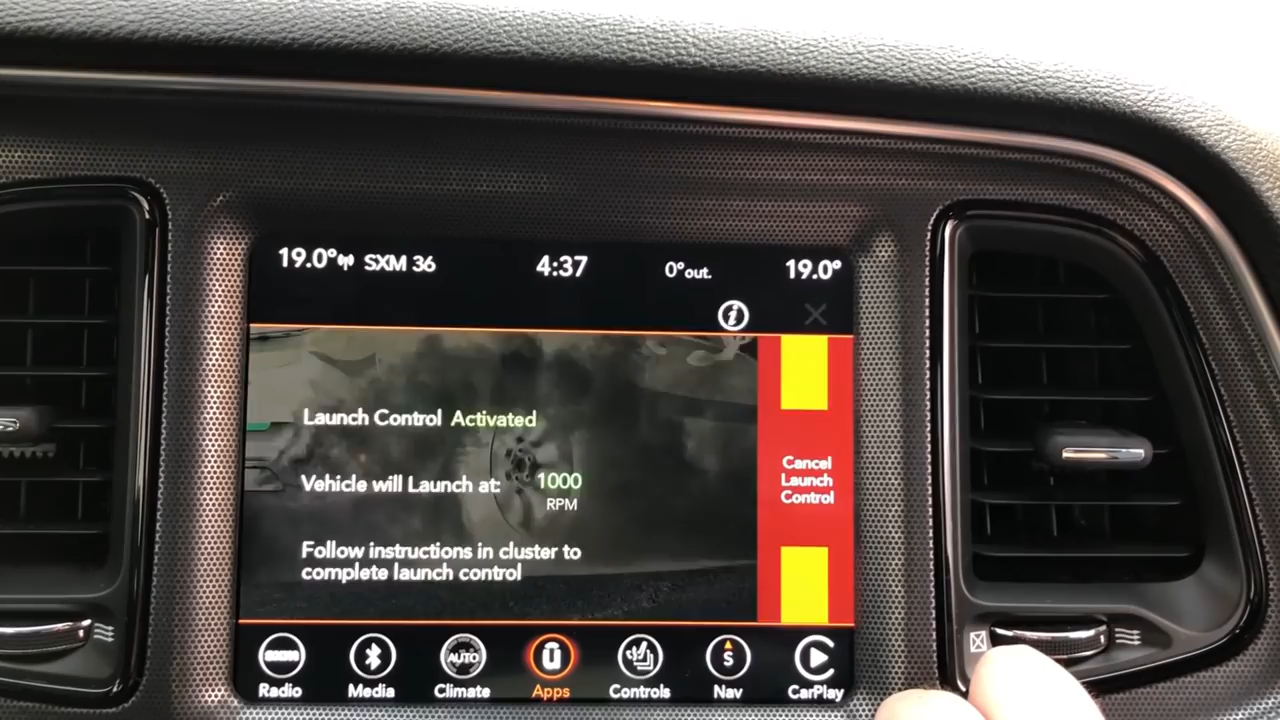 19.0° SXM 36 4:37 0°out. 19.0°
i
Launch Control Activated
Vehicle will Launch at: 1000
RPM
Follow instructions in cluster to
complete launch control
Cancel
Launch
Control
AUTO
S
Radio Media Climate Apps Controls Nav CarPlay